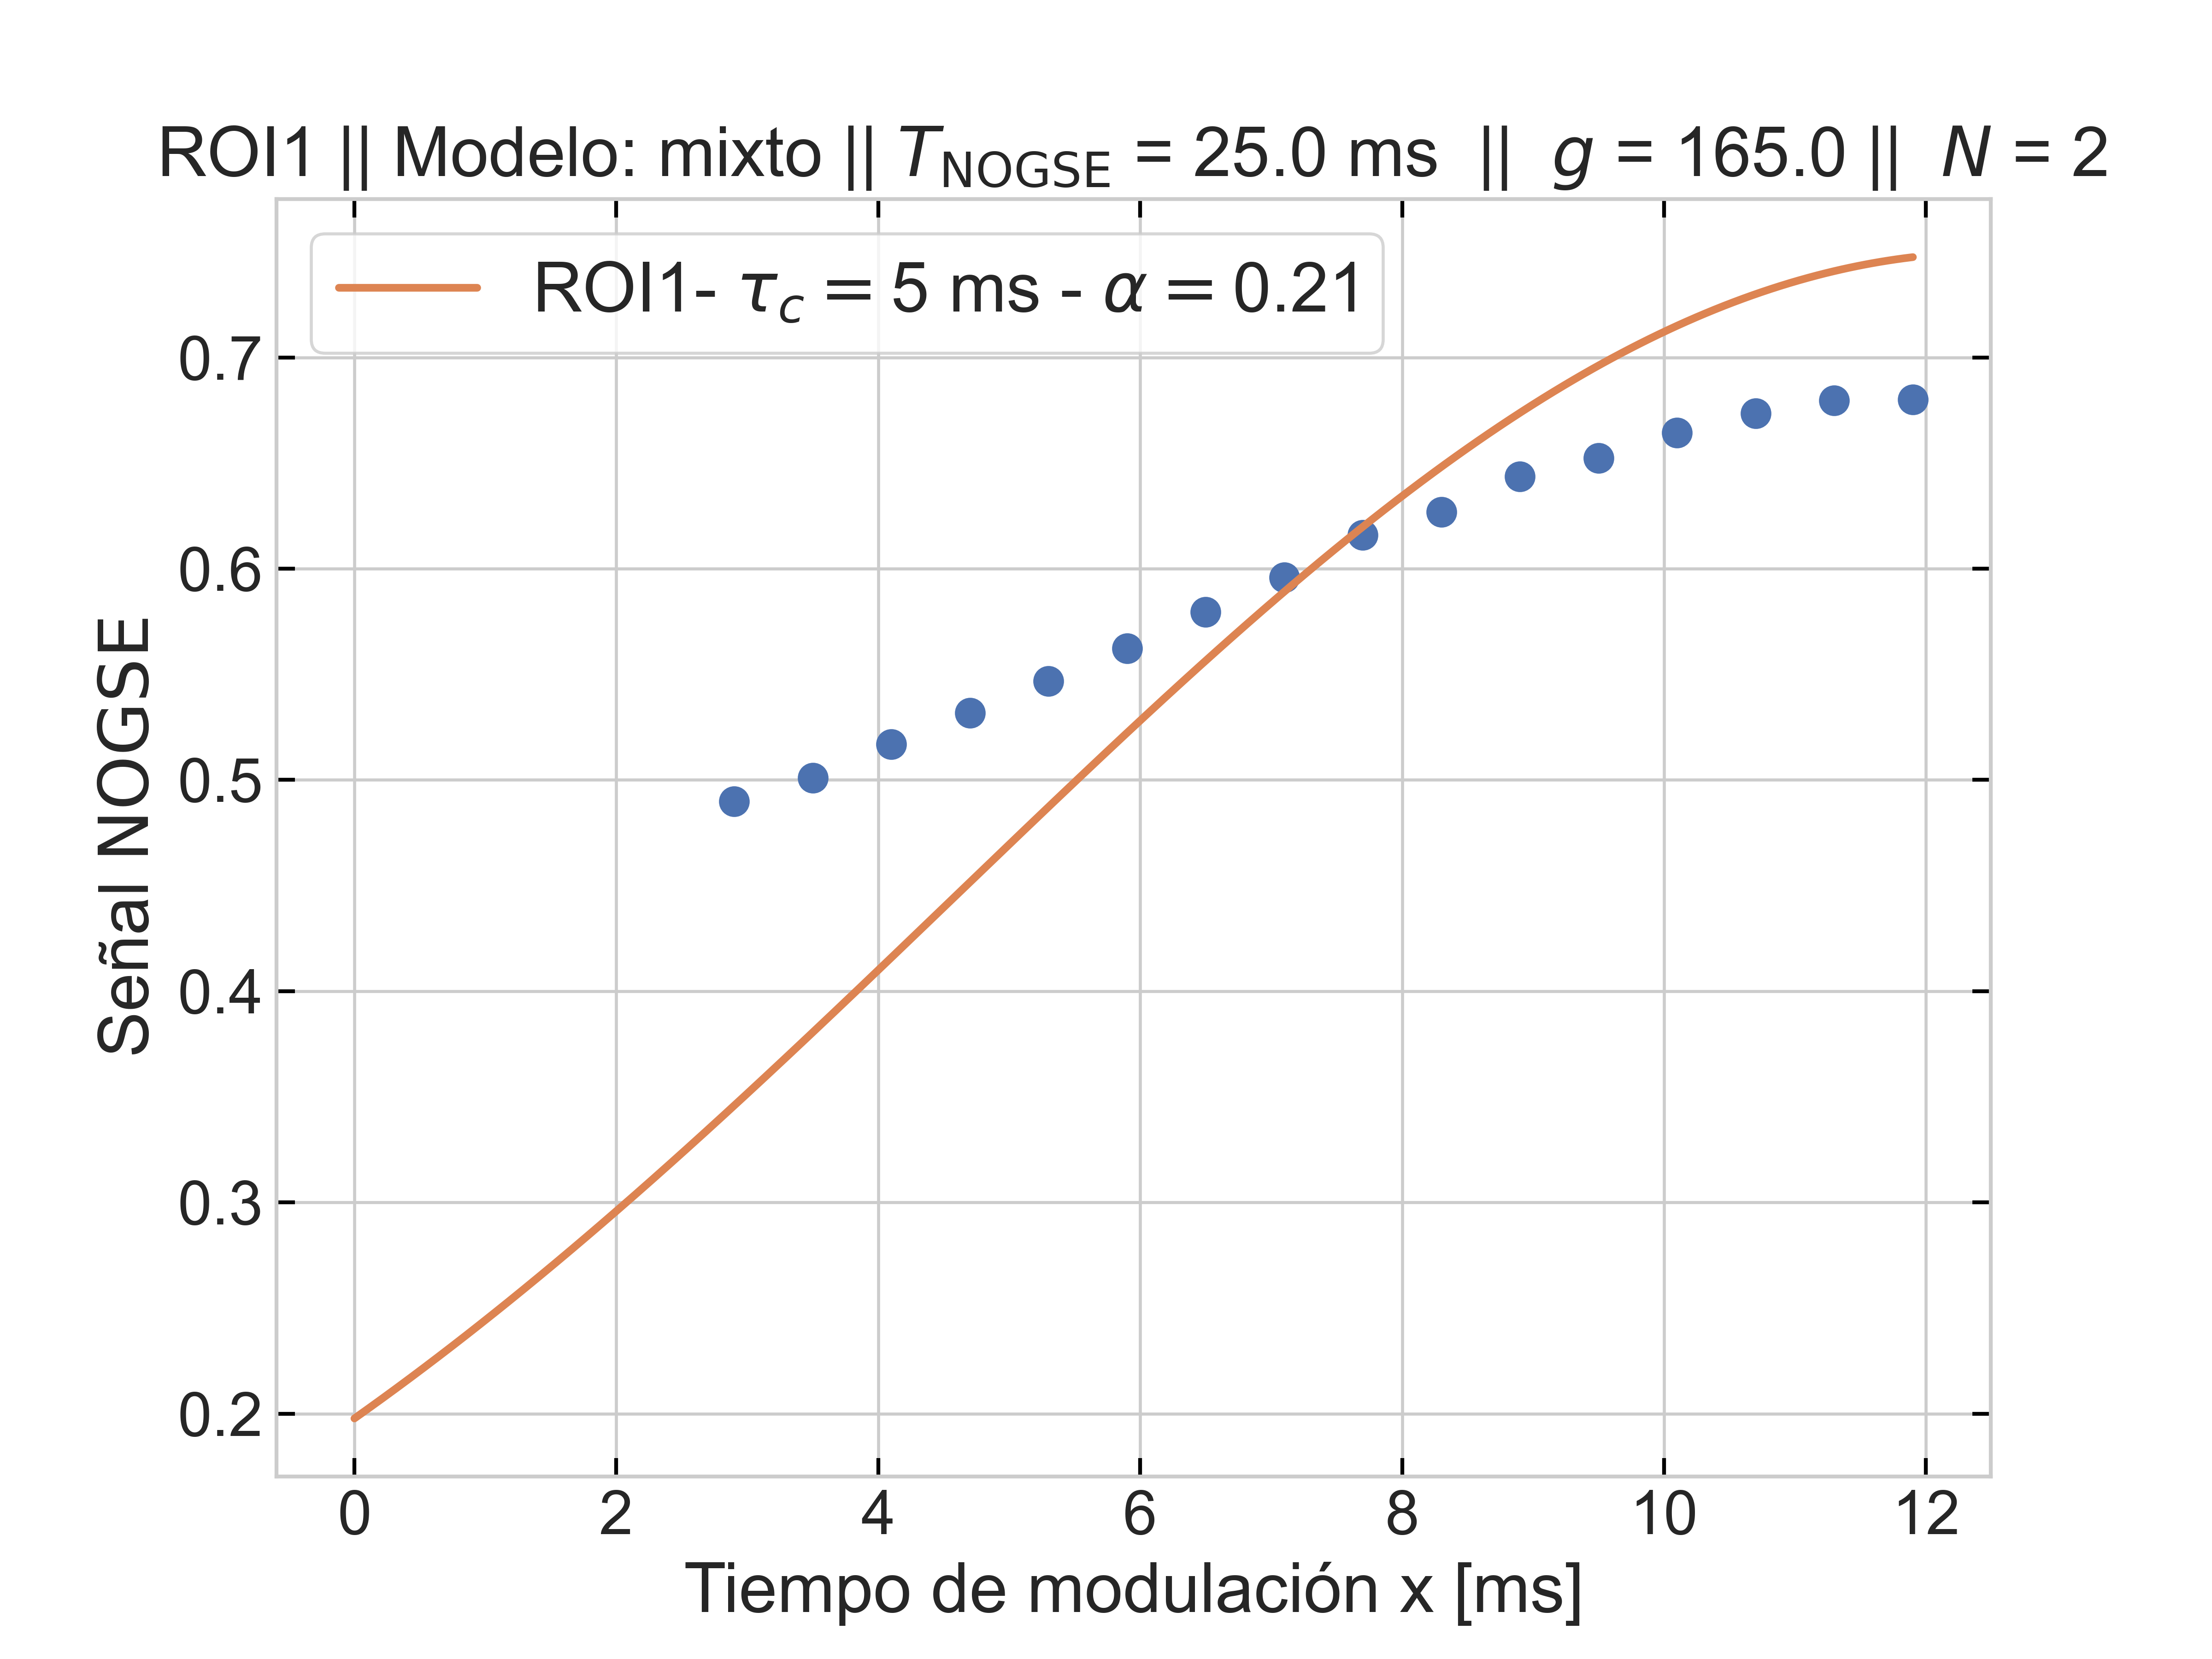 ROI1 || Modelo: mixto || T_NOGSE = 25.0 ms || g = 165.0 || N = 2
ROI1- τ_c = 5 ms - α = 0.21
0.7
0.6
0.5
0.4
0.3
0.2
Señal NOGSE
0 2 4 6 8 10 12
Tiempo de modulación x [ms]